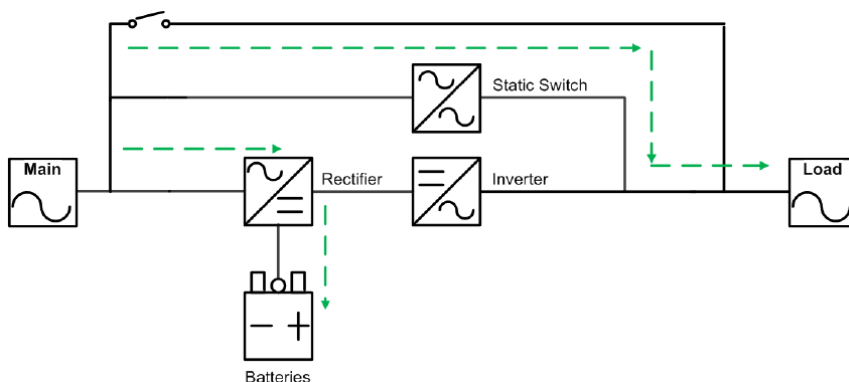 Static Switch
Main
Rectifier
Inverter
Load
Batteries